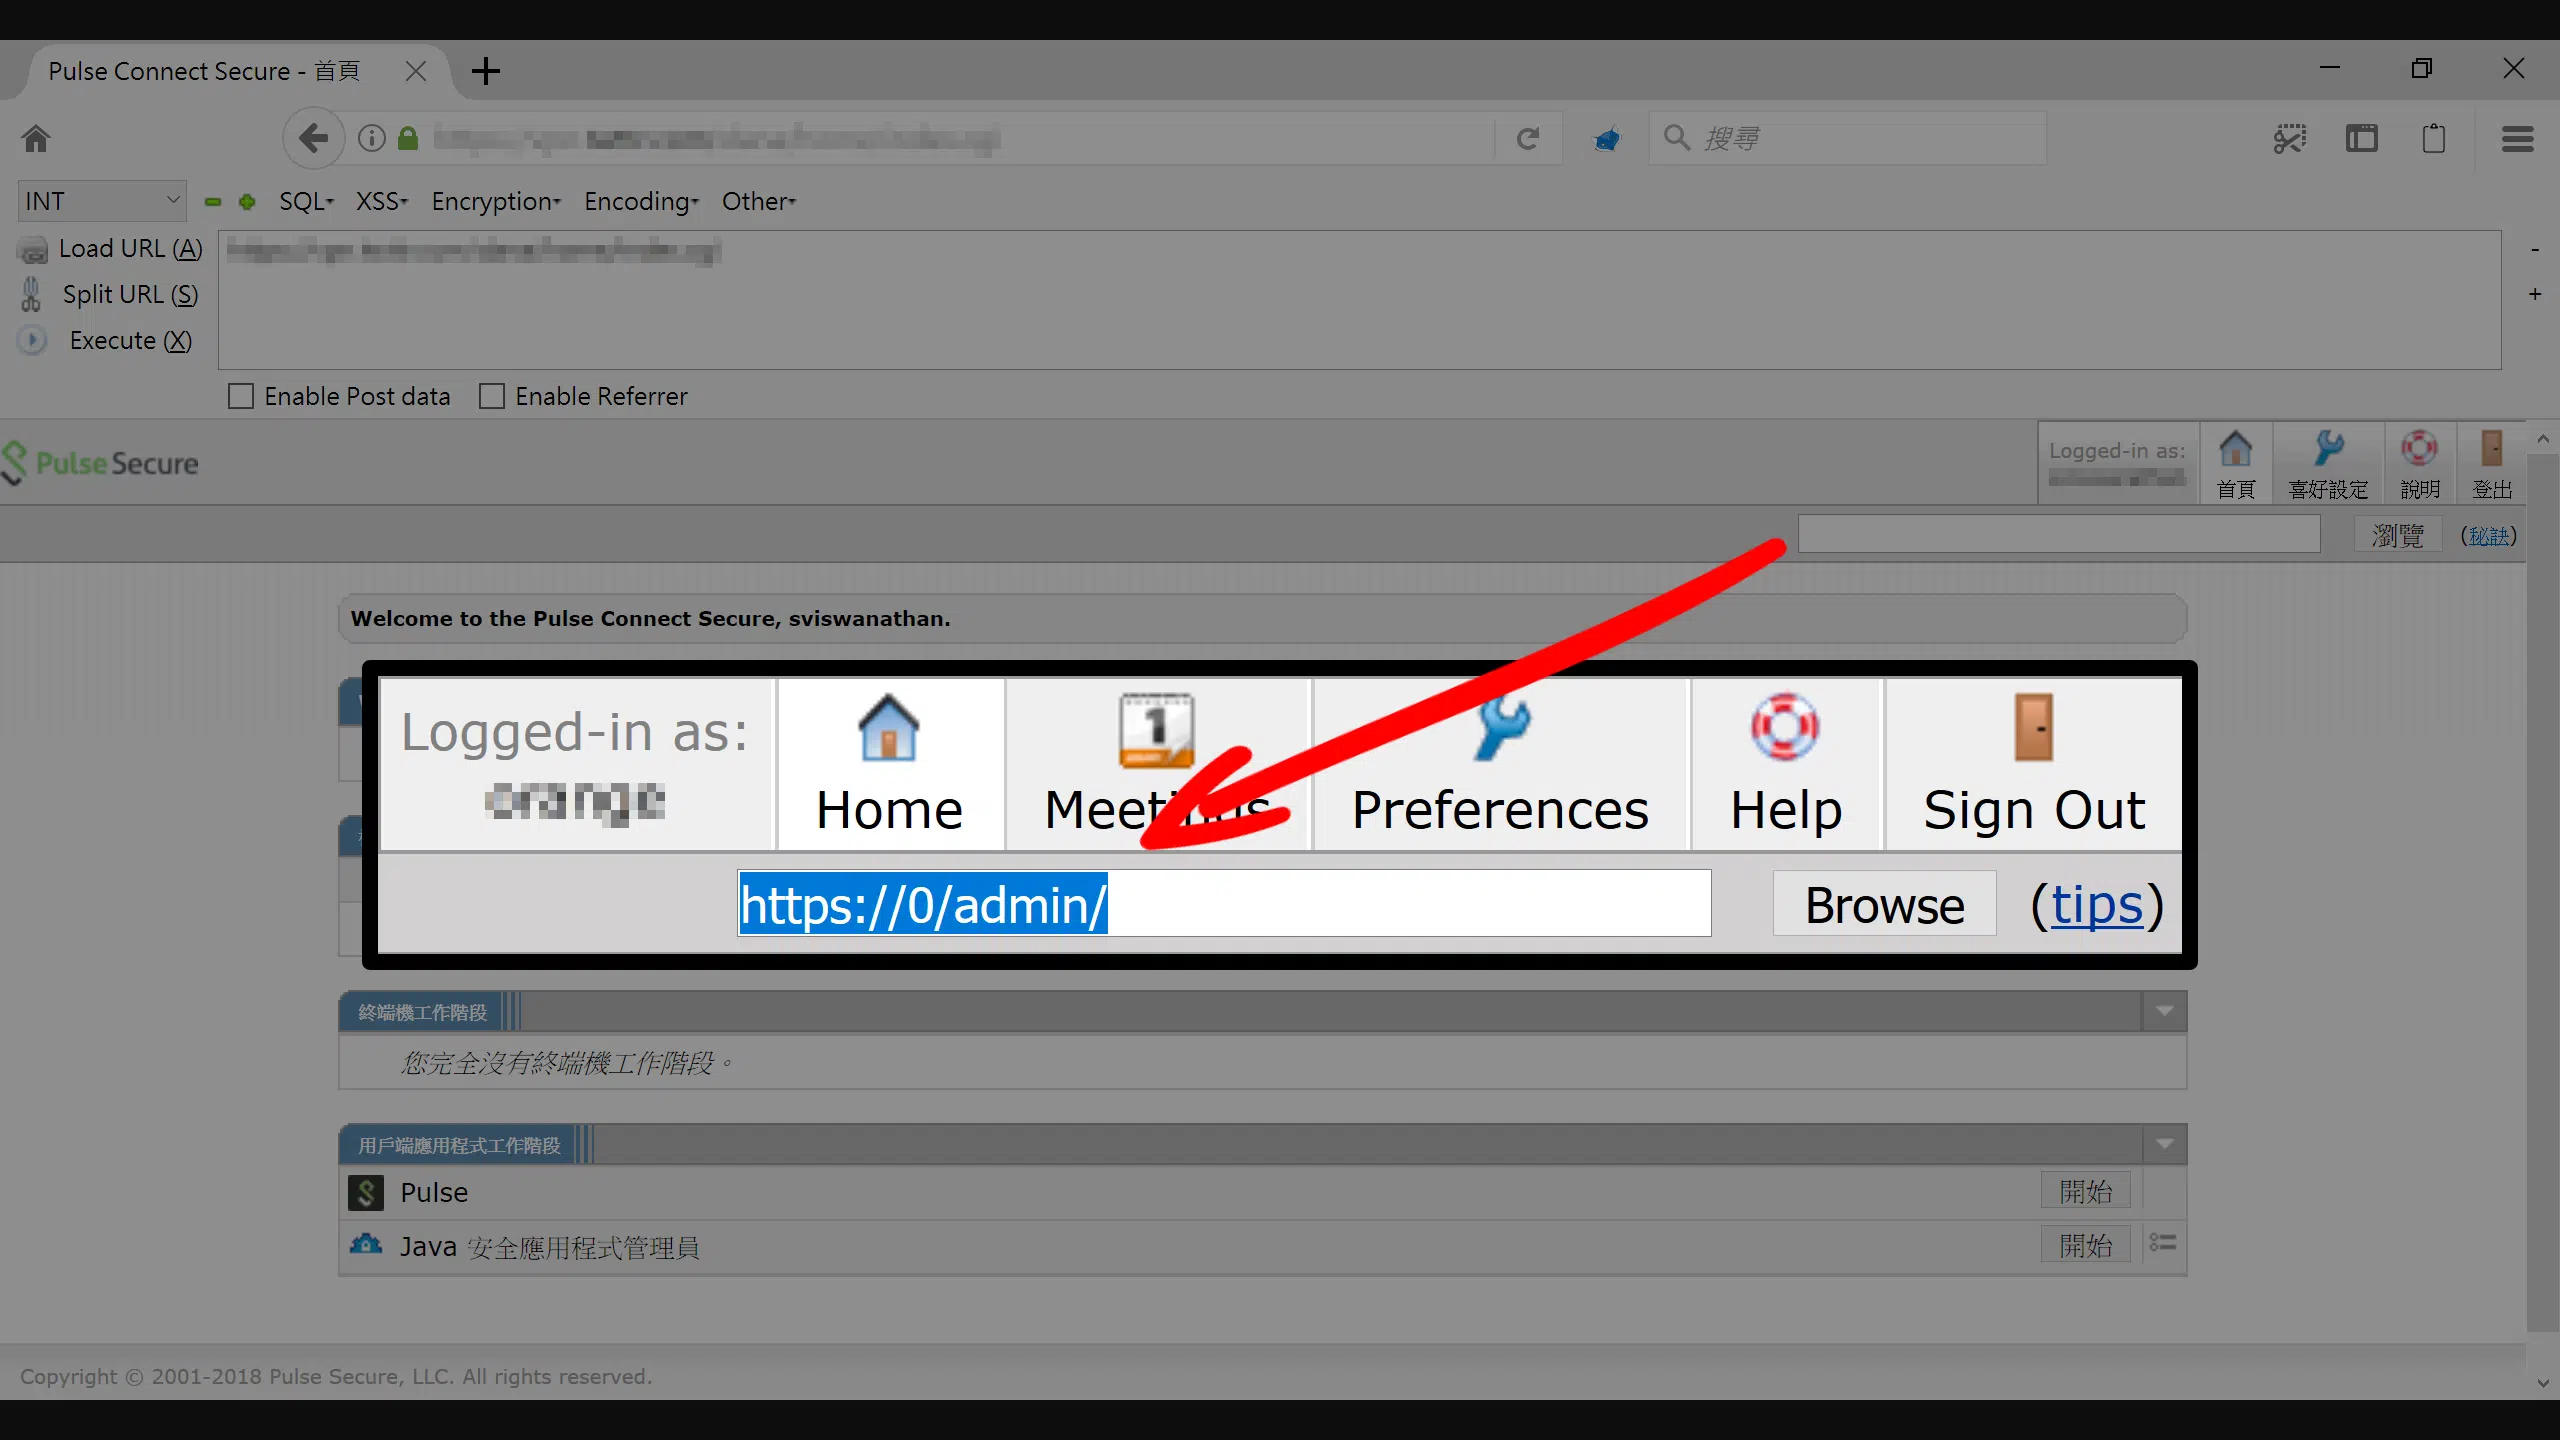 Pulse Connect Secure - 首頁
搜尋
INT SQL XSS Encryption Encoding Other
Load URL (A)
Split URL (S)
Execute (X)
Enable Post data Enable Referrer
Pulse Secure
Logged-in as:
首頁 喜好設定 說明 登出
瀏覽 (秘訣)
Welcome to the Pulse Connect Secure, sviswanathan.
Logged-in as:
orange
Home Meetings Preferences Help Sign Out
https://0/admin/ Browse (tips)
終端機工作階段
您完全沒有終端機工作階段。
用戶端應用程式工作階段
Pulse 開始
Java 安全應用程式管理員 開始
Copyright © 2001-2018 Pulse Secure, LLC. All rights reserved.